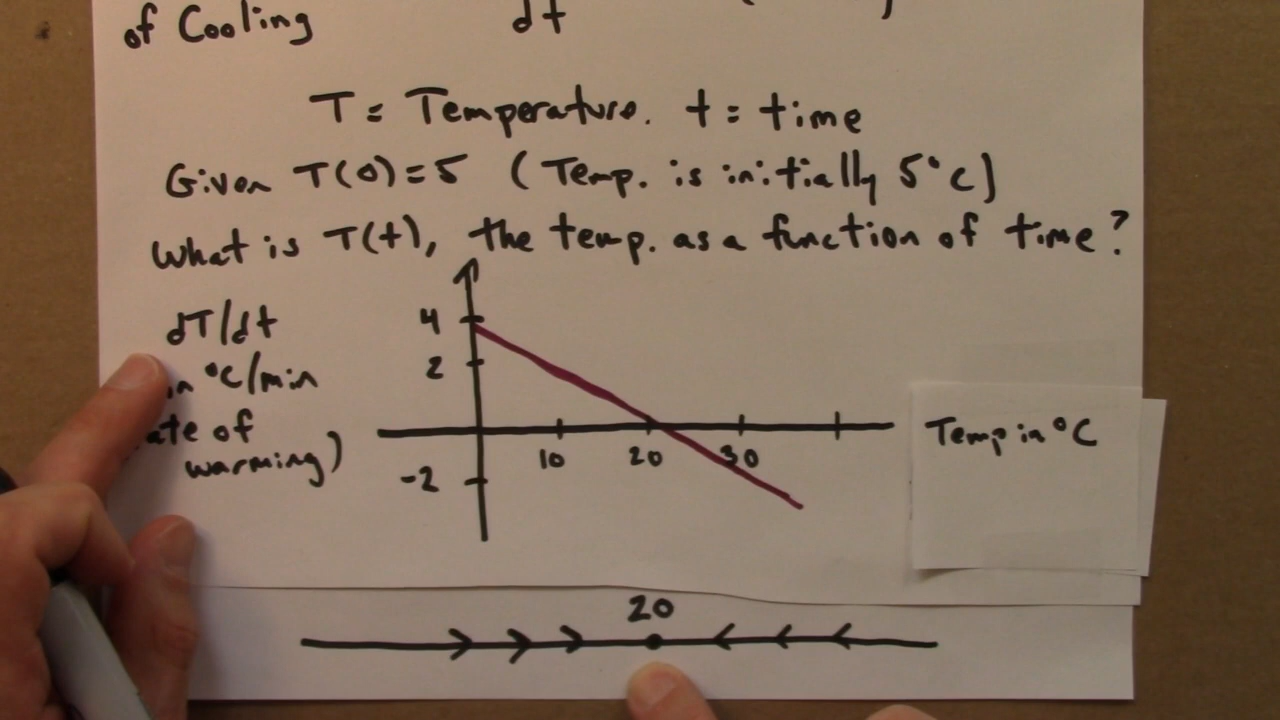 of Cooling dt
T = Temperature. t = time
Given T(0)=5 (Temp. is initially 5°C)
What is T(t), the temp. as a function of time?
dT/dt
in °C/min
ate of
warming)
4
2
-2
10 20 30
Temp in °C
20